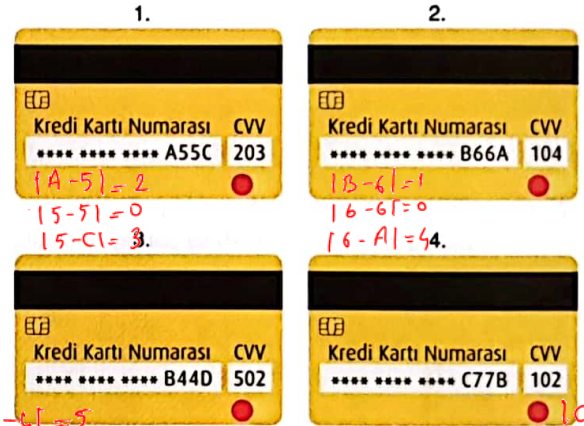 1.
2.
Kredi Kartı Numarası CVV
**** **** **** A55C 203
Kredi Kartı Numarası CVV
**** **** **** B66A 104
|A-5|=2
|5-5|=0
|5-C|=3
|B-6|=1
|6-6|=0
|6-A|=4
3.
4.
Kredi Kartı Numarası CVV
**** **** **** B44D 502
Kredi Kartı Numarası CVV
**** **** **** C77B 102